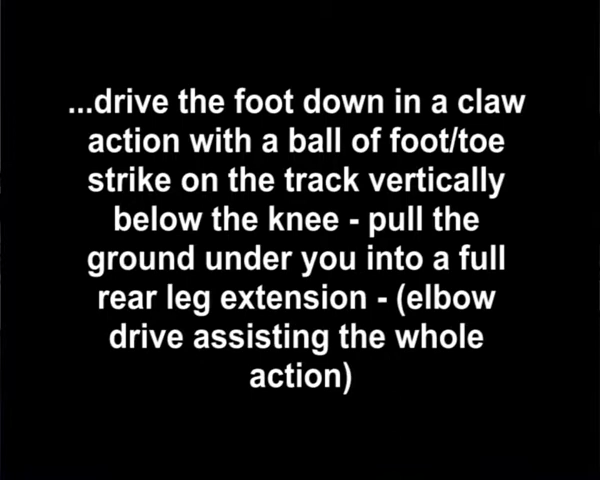 ...drive the foot down in a claw
action with a ball of foot/toe
strike on the track vertically
below the knee - pull the
ground under you into a full
rear leg extension - (elbow
drive assisting the whole
action)